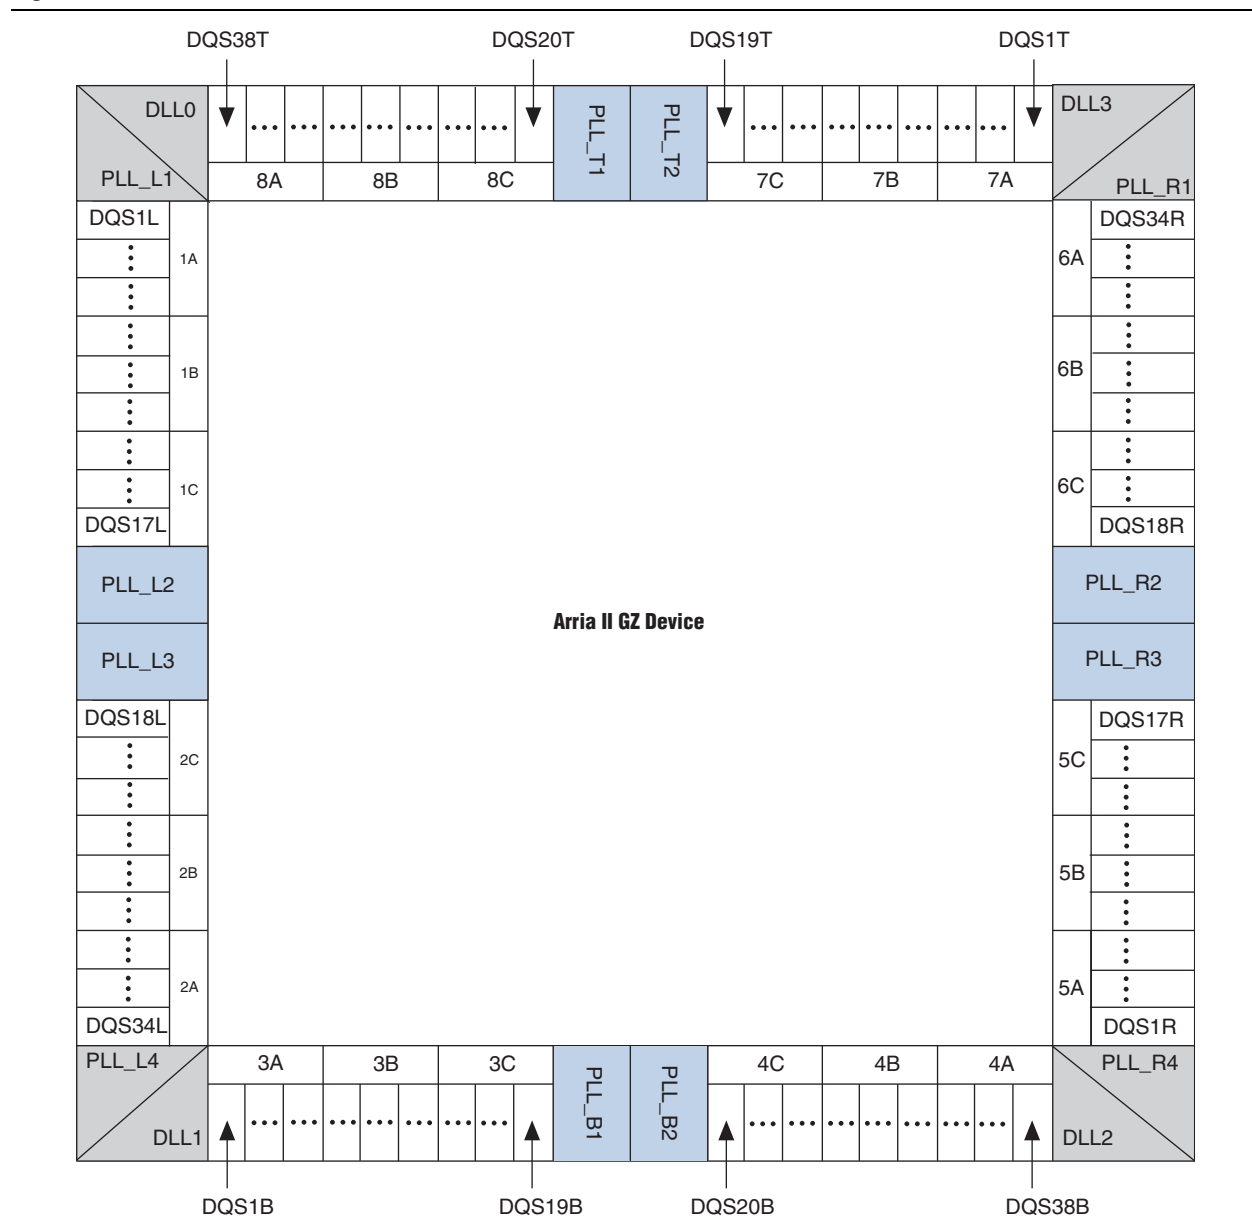 DQS38T DQS20T DQS19T DQS1T
DLL0 PLL_T1 PLL_T2 DLL3
PLL_L1 8A 8B 8C 7C 7B 7A PLL_R1
DQS1L DQS34R
1A 6A
1B 6B
1C 6C
DQS17L DQS18R
PLL_L2 PLL_R2
Arria II GZ Device
PLL_L3 PLL_R3
DQS18L DQS17R
2C 5C
2B 5B
2A 5A
DQS34L DQS1R
PLL_L4 3A 3B 3C 4C 4B 4A PLL_R4
DLL1 PLL_B1 PLL_B2 DLL2
DQS1B DQS19B DQS20B DQS38B